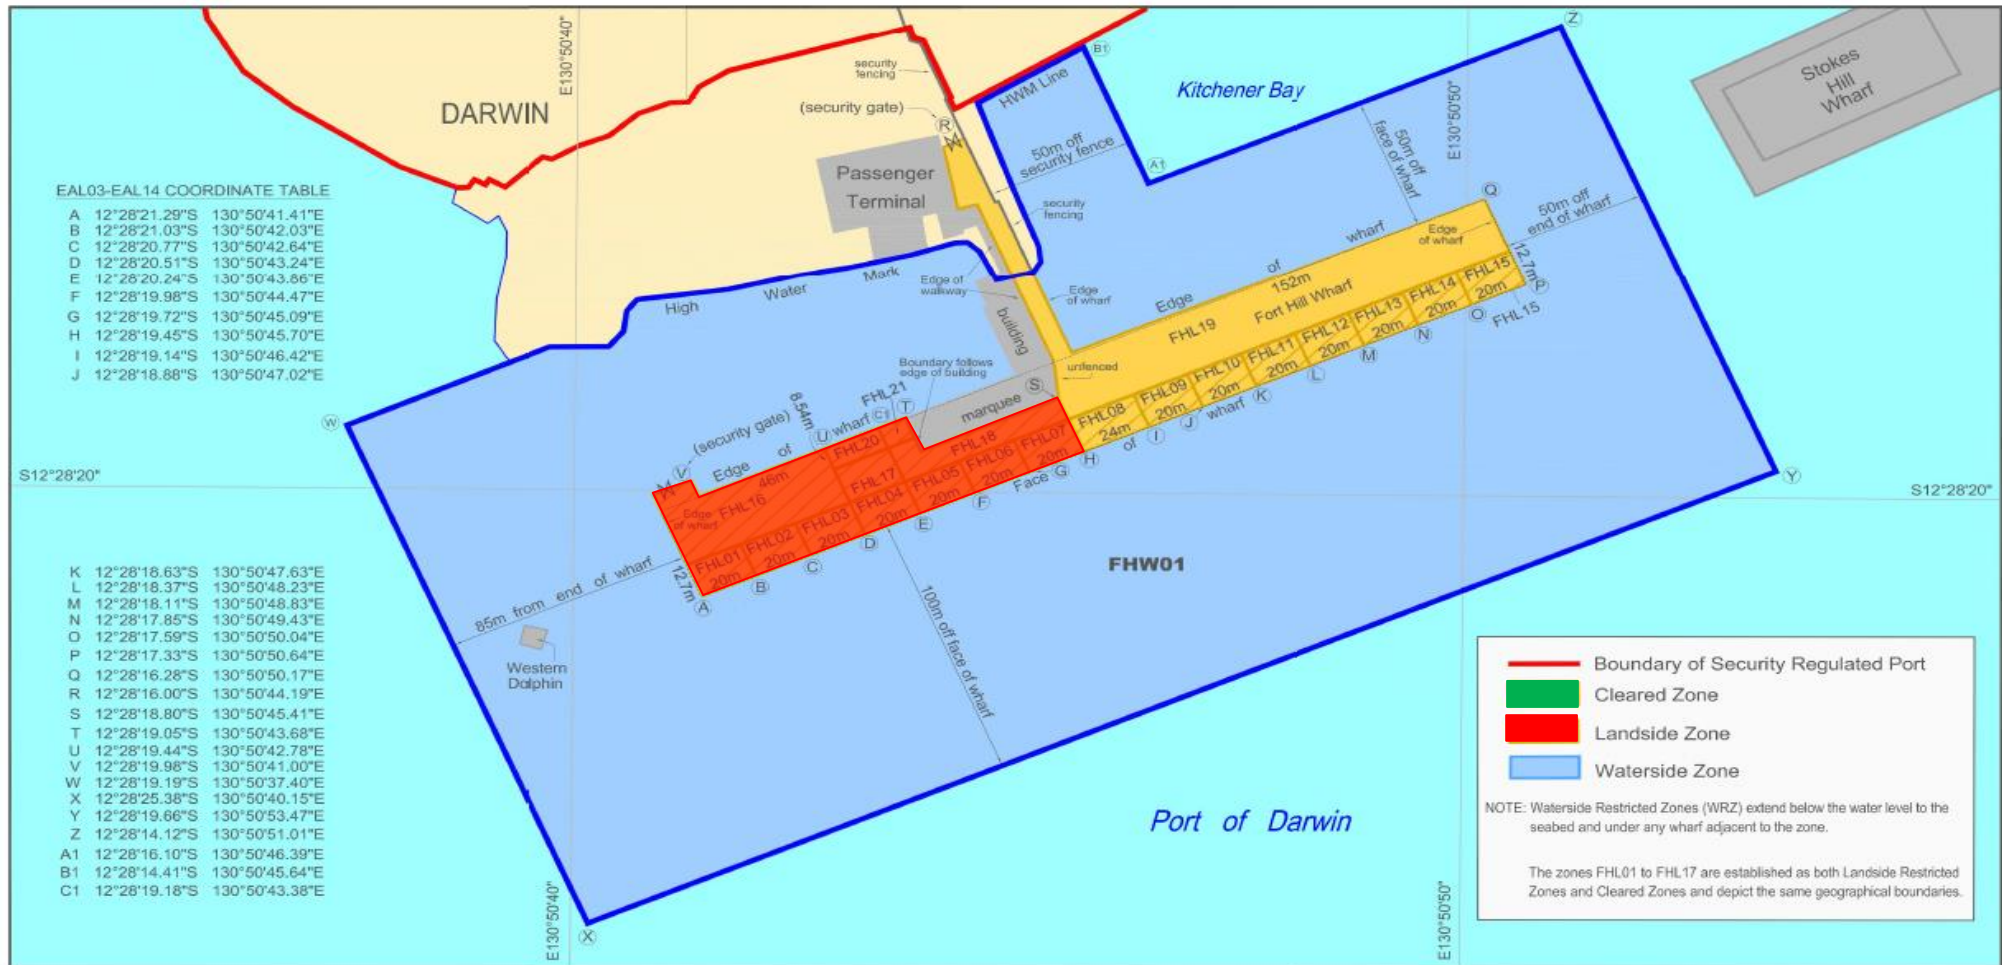 E130°50'40"
DARWIN
security
fencing
(security gate)
R
B1
HWM Line
Kitchener Bay
Z
E130°50'50"
Stokes
Hill
Wharf
50m off
security fence
A1
50m off
face of wharf
Passenger
Terminal
security
fencing
Q
50m off
end of wharf
Edge
of wharf
wharf
of
Edge
152m
Fort Hill Wharf
FHL19
12.7m
P
FHL15
EAL03-EAL14 COORDINATE TABLE
A 12°28'21.29"S 130°50'41.41"E
B 12°28'21.03"S 130°50'42.03"E
C 12°28'20.77"S 130°50'42.64"E
D 12°28'20.51"S 130°50'43.24"E
E 12°28'20.24"S 130°50'43.86"E
F 12°28'19.98"S 130°50'44.47"E
G 12°28'19.72"S 130°50'45.09"E
H 12°28'19.45"S 130°50'45.70"E
I 12°28'19.14"S 130°50'46.42"E
J 12°28'18.88"S 130°50'47.02"E
High Water Mark
Edge of
walkway
Edge
of wharf
building
Boundary follows
edge of building
unfenced
S
marquee
FHL21
T
C1
8.54m
U
(security gate)
V
W
Edge of wharf
46m
FHL20
FHL18
FHL17
FHL16
Edge
of wharf
FHL01 FHL02 FHL03 FHL04 FHL05 FHL06 FHL07 FHL08 FHL09 FHL10 FHL11 FHL12 FHL13 FHL14 FHL15
20m 20m 20m 20m 20m 20m 20m 24m 20m 20m 20m 20m 20m 20m 20m
12.7m
A B C D E F G H I J K L M N O
Face of wharf
S12°28'20"
S12°28'20"
Y
FHW01
85m from end of wharf
100m off face of wharf
Western
Dolphin
K 12°28'18.63"S 130°50'47.63"E
L 12°28'18.37"S 130°50'48.23"E
M 12°28'18.11"S 130°50'48.83"E
N 12°28'17.85"S 130°50'49.43"E
O 12°28'17.59"S 130°50'50.04"E
P 12°28'17.33"S 130°50'50.64"E
Q 12°28'16.28"S 130°50'50.17"E
R 12°28'16.00"S 130°50'44.19"E
S 12°28'18.80"S 130°50'45.41"E
T 12°28'19.05"S 130°50'43.68"E
U 12°28'19.44"S 130°50'42.78"E
V 12°28'19.98"S 130°50'41.00"E
W 12°28'19.19"S 130°50'37.40"E
X 12°28'25.38"S 130°50'40.15"E
Y 12°28'19.66"S 130°50'53.47"E
Z 12°28'14.12"S 130°50'51.01"E
A1 12°28'16.10"S 130°50'46.39"E
B1 12°28'14.41"S 130°50'45.64"E
C1 12°28'19.18"S 130°50'43.38"E
Port of Darwin
E130°50'40"
X
E130°50'50"
Boundary of Security Regulated Port
Cleared Zone
Landside Zone
Waterside Zone
NOTE: Waterside Restricted Zones (WRZ) extend below the water level to the
seabed and under any wharf adjacent to the zone.
The zones FHL01 to FHL17 are established as both Landside Restricted
Zones and Cleared Zones and depict the same geographical boundaries.